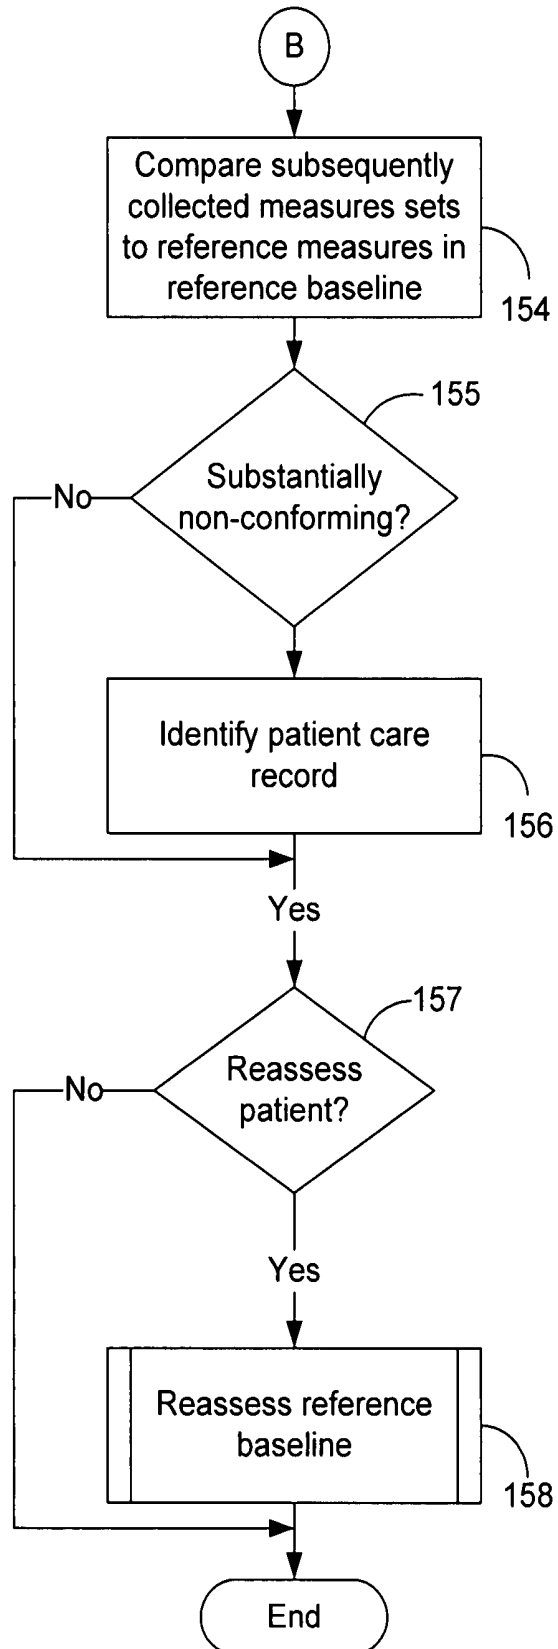 B
Compare subsequently
collected measures sets
to reference measures in
reference baseline
154
155
Substantially
non-conforming?
No
Identify patient care
record
156
Yes
157
Reassess
patient?
No
Yes
Reassess reference
baseline
158
End